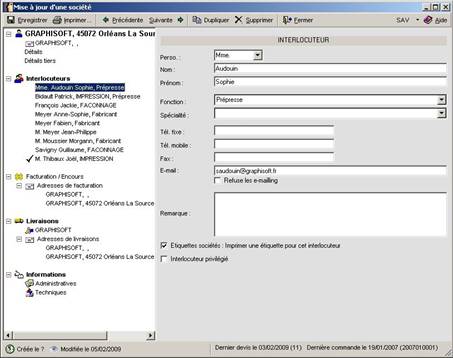 Mise à jour d'une société
Enregistrer Imprimer... Précédente Suivante Dupliquer Supprimer Fermer SAV Aide
GRAPHISOFT, 45072 Orléans La Sour
GRAPHISOFT, ,
Détails
Détails tiers
Interlocuteurs
Mme. Audouin Sophie, Prépresse
Bidault Patrick, IMPRESSION, Prépresse
François Jackie, FACONNAGE
Meyer Anne-Sophie, Fabricant
Meyer Fabien, Fabricant
M. Meyer Jean-Philippe
M. Moussier Morgann, Fabricant
Savigny Guillaume, FACONNAGE
M. Thibaux Joël, IMPRESSION
Facturation / Encours
Adresses de facturation
GRAPHISOFT, ,
GRAPHISOFT, 45072 Orléans La Source
Livraisons
GRAPHISOFT
Adresses de livraisons
GRAPHISOFT, ,
GRAPHISOFT, 45072 Orléans La Source
Informations
Administratives
Techniques
INTERLOCUTEUR
Perso. : Mme.
Nom : Audouin
Prénom : Sophie
Fonction : Prépresse
Spécialité :
Tél. fixe :
Tél. mobile :
Fax :
E-mail : saudouin@graphisoft.fr
Refuse les e-mailling
Remarque :
Etiquettes sociétés : Imprimer une étiquette pour cet interlocuteur
Interlocuteur privilégié
Créée le ? Modifiée le 05/02/2009 Dernier devis le 03/02/2009 (11) Dernière commande le 19/01/2007 (2007010001)